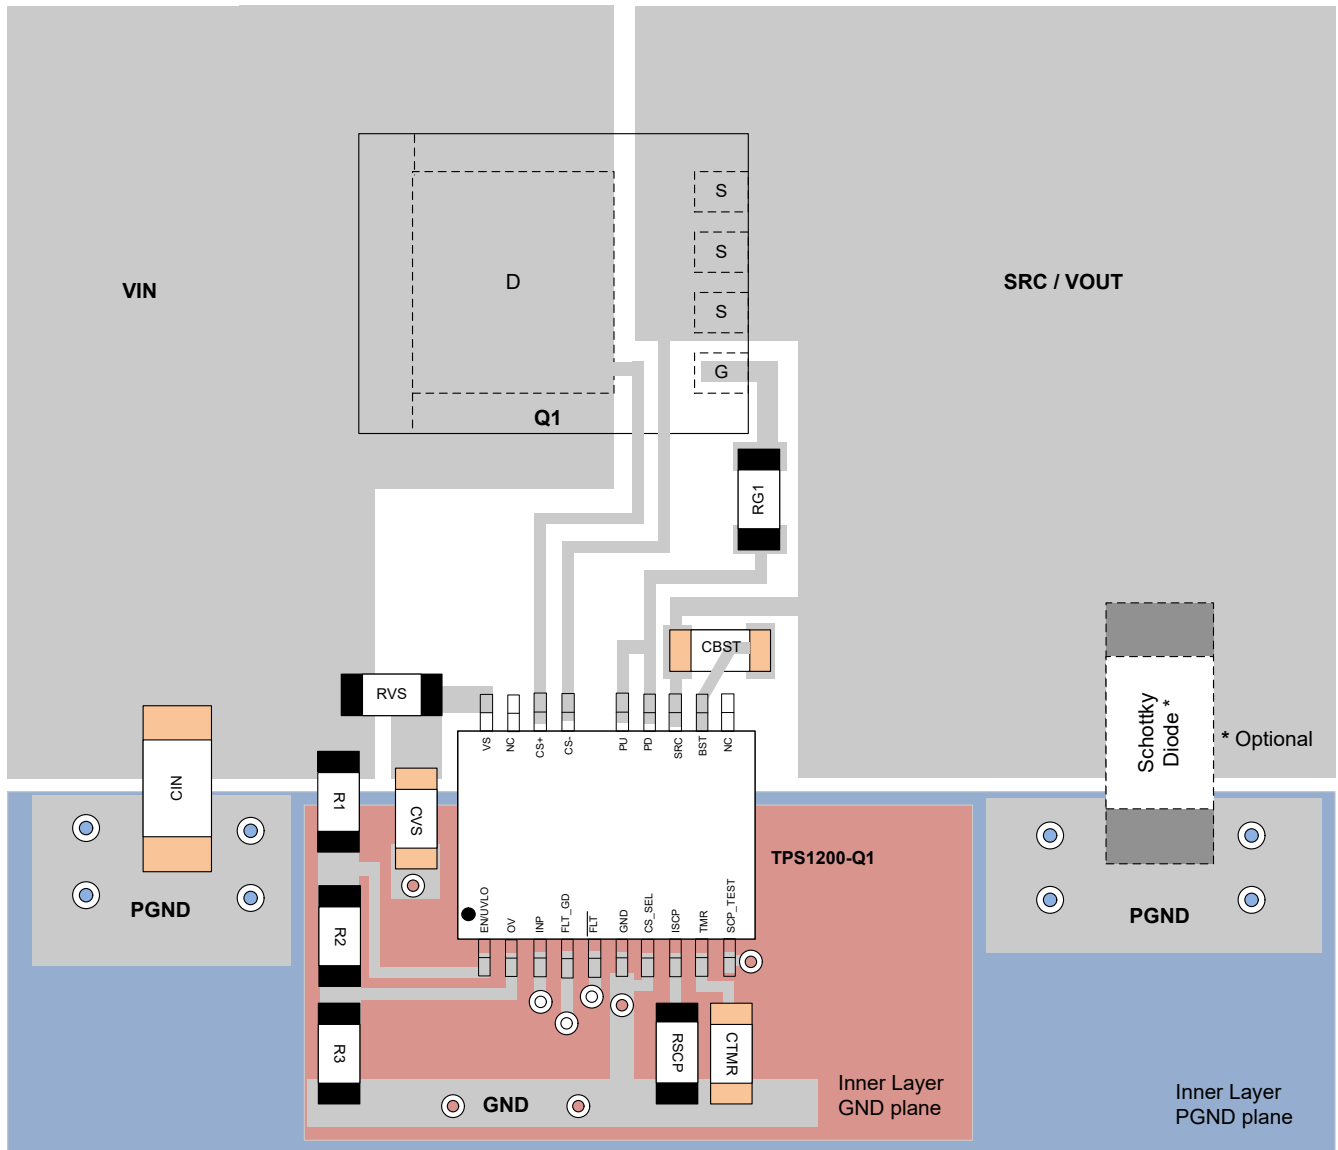 S
S
D
VIN
SRC / VOUT
S
G
Q1
RG1
CBST
RVS
VS
NC
CS+
CS-
PU
PD
SRC
BST
NC
Schottky
Diode *
* Optional
CIN
R1
CVS
TPS1200-Q1
PGND
EN/UVLO
OV
INP
FLT_GD
FLT
GND
CS_SEL
ISCP
TMR
SCP_TEST
PGND
R2
R3
RSCP
CTMR
GND
Inner Layer
GND plane
Inner Layer
PGND plane